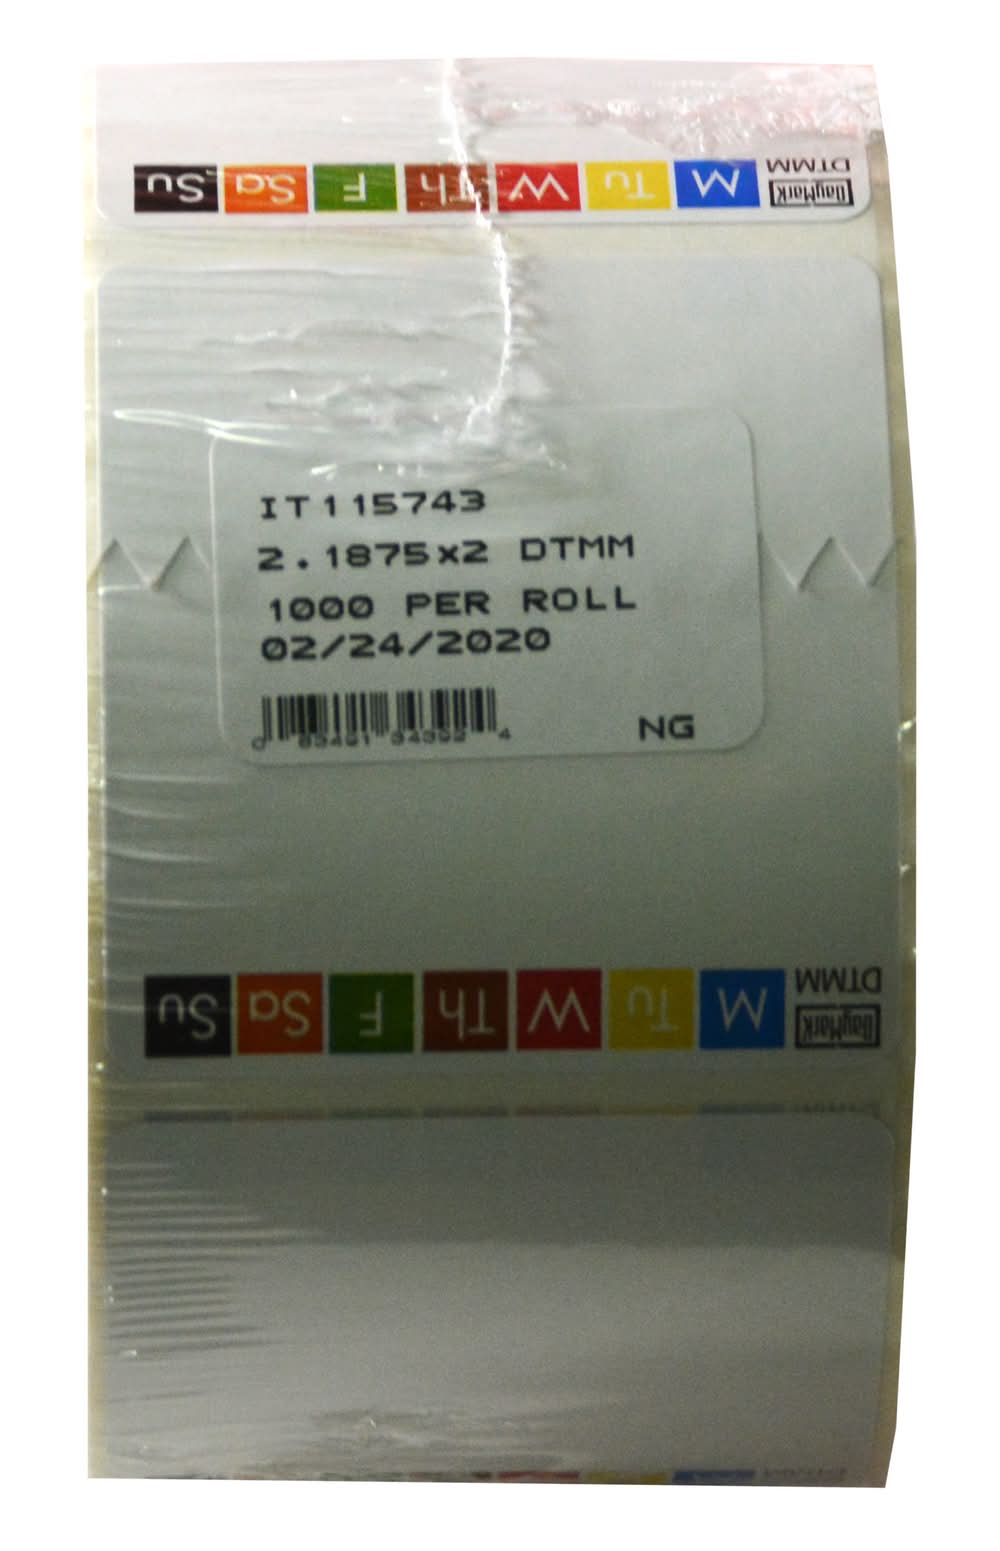 DayMark DTMM M Tu W Th F Sa Su
IT115743
2.1875x2 DTMM
1000 PER ROLL
02/24/2020
NG
DayMark DTMM M Tu W Th F Sa Su